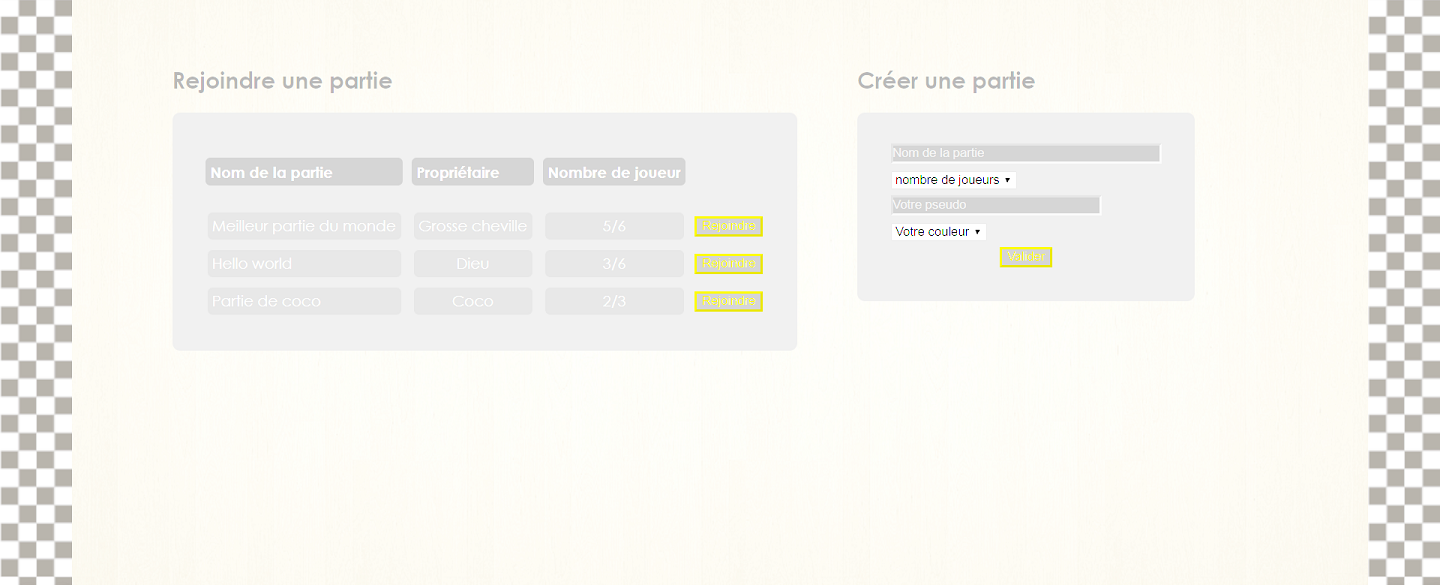 Rejoindre une partie
Nom de la partie Propriétaire Nombre de joueur
Meilleur partie du monde Grosse cheville 5/6 Rejoindre
Hello world Dieu 3/6 Rejoindre
Partie de coco Coco 2/3 Rejoindre
Créer une partie
Nom de la partie
nombre de joueurs
Votre pseudo
Votre couleur
Valider